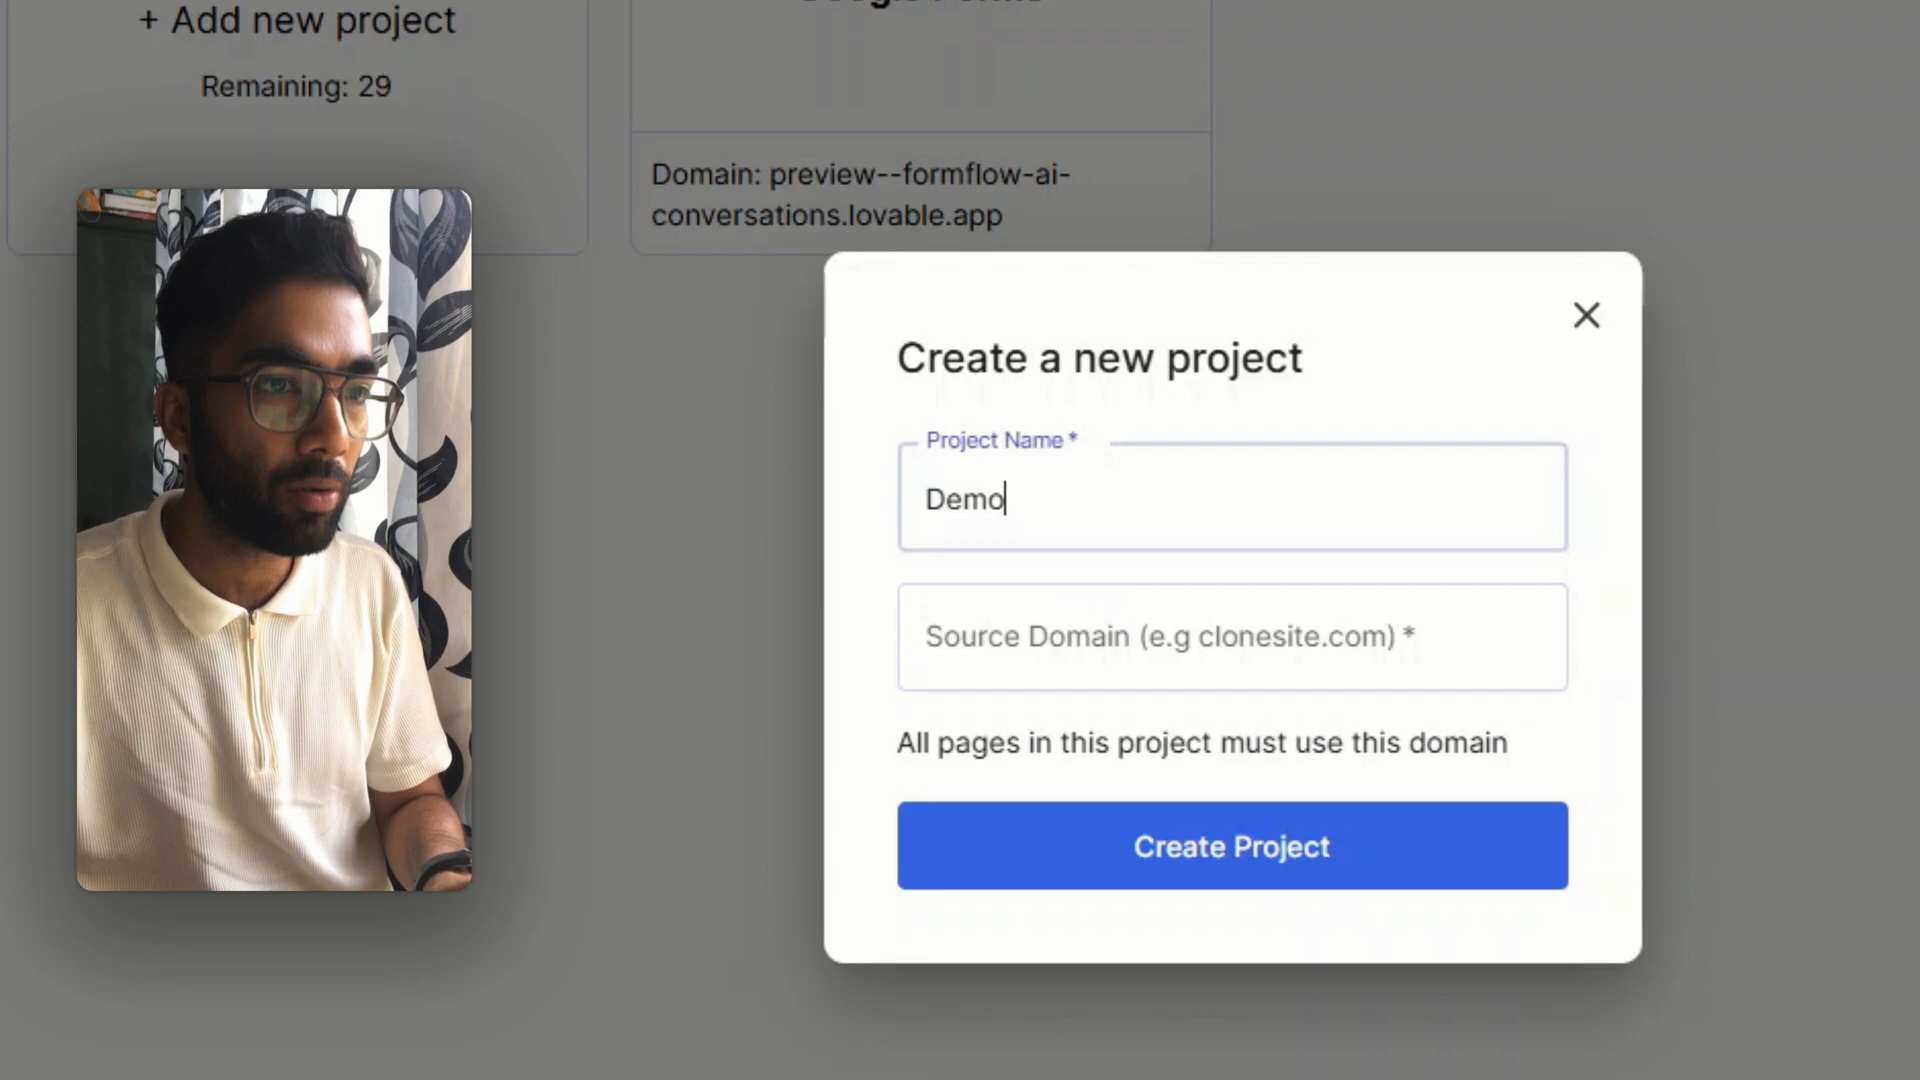 + Add new project
Remaining: 29
Domain: preview--formflow-ai-
conversations.lovable.app
Create a new project
Project Name *
Demo
Source Domain (e.g clonesite.com) *
All pages in this project must use this domain
Create Project